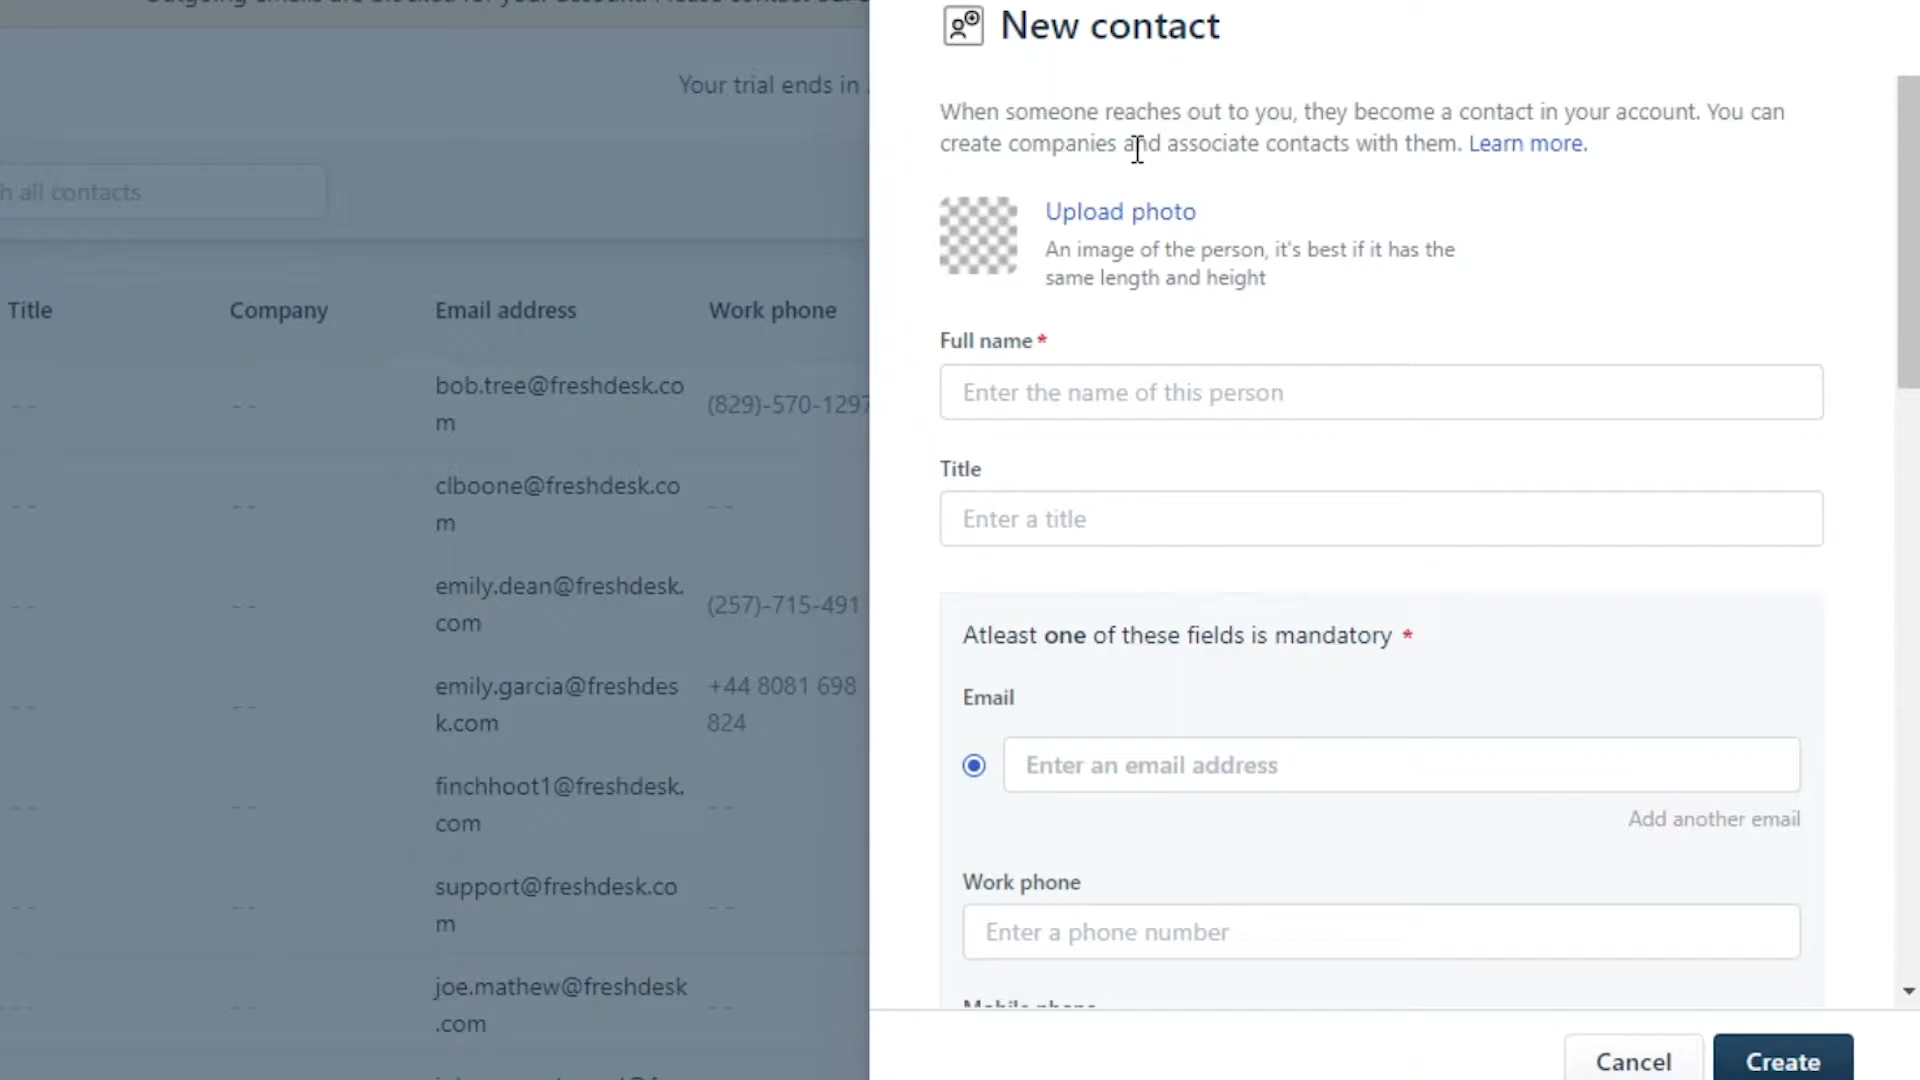 Your trial ends in
h all contacts
Title Company Email address Work phone
bob.tree@freshdesk.co
m
(829)-570-1297
-- --
clboone@freshdesk.co
m
-- -- --
emily.dean@freshdesk.
com
(257)-715-491
-- --
emily.garcia@freshdes
k.com
+44 8081 698
824
-- --
finchhoot1@freshdesk.
com
-- -- --
support@freshdesk.co
m
-- -- --
joe.mathew@freshdesk
.com
-- -- --
New contact
When someone reaches out to you, they become a contact in your account. You can
create companies and associate contacts with them. Learn more.
Upload photo
An image of the person, it's best if it has the
same length and height
Full name*
Enter the name of this person
Title
Enter a title
Atleast one of these fields is mandatory *
Email
Enter an email address
Add another email
Work phone
Enter a phone number
Mobile phone
Cancel
Create